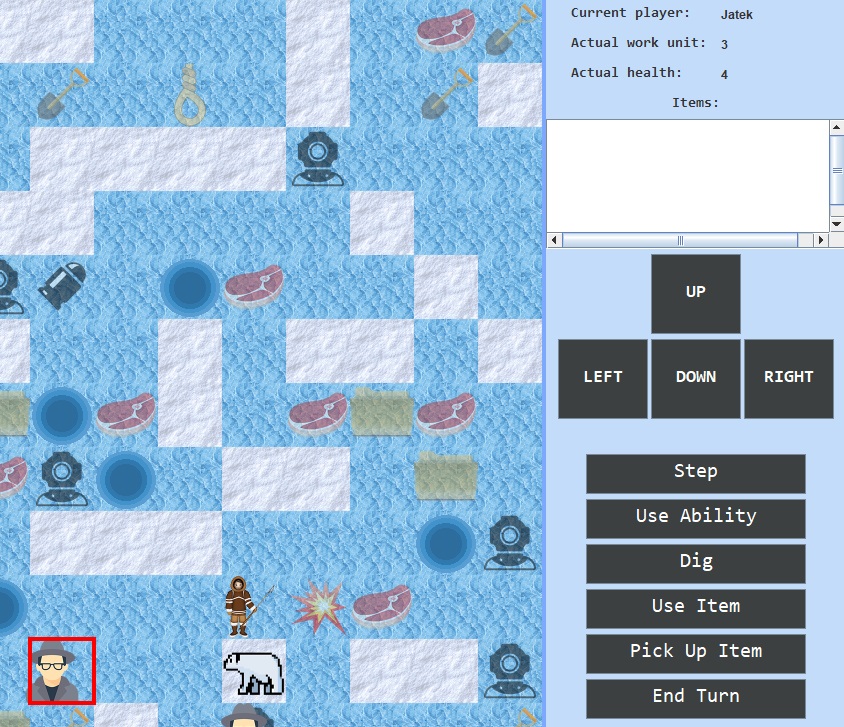 Current player: Jatek
Actual work unit: 3
Actual health: 4
Items:
UP
LEFT DOWN RIGHT
Step
Use Ability
Dig
Use Item
Pick Up Item
End Turn